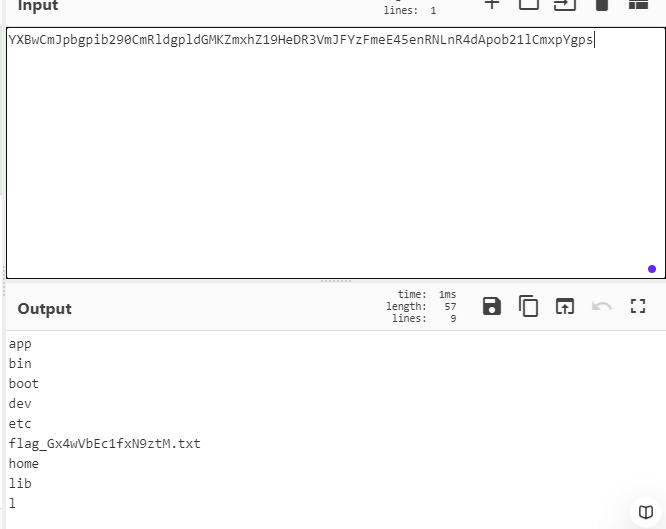 Input
lines: 1
YXBwCmJpbgpib290CmRldgpldGMKZmxhZ19HeDR3VmJFYzFmeE45enRNLnR4dApob21lCmxpYgps
Output
time: 1ms
length: 57
lines: 9
app
bin
boot
dev
etc
flag_Gx4wVbEc1fxN9ztM.txt
home
lib
l